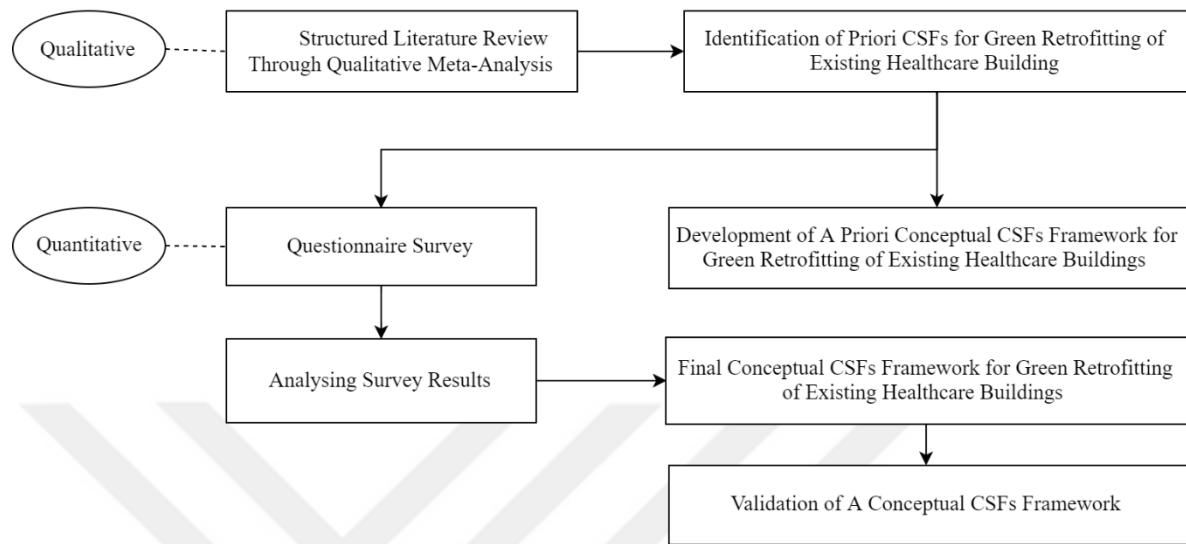 Qualitative
Structured Literature Review
Through Qualitative Meta-Analysis
Identification of Priori CSFs for Green Retrofitting of
Existing Healthcare Building
Quantitative
Questionnaire Survey
Development of A Priori Conceptual CSFs Framework for
Green Retrofitting of Existing Healthcare Buildings
Analysing Survey Results
Final Conceptual CSFs Framework for Green Retrofitting
of Existing Healthcare Buildings
Validation of A Conceptual CSFs Framework